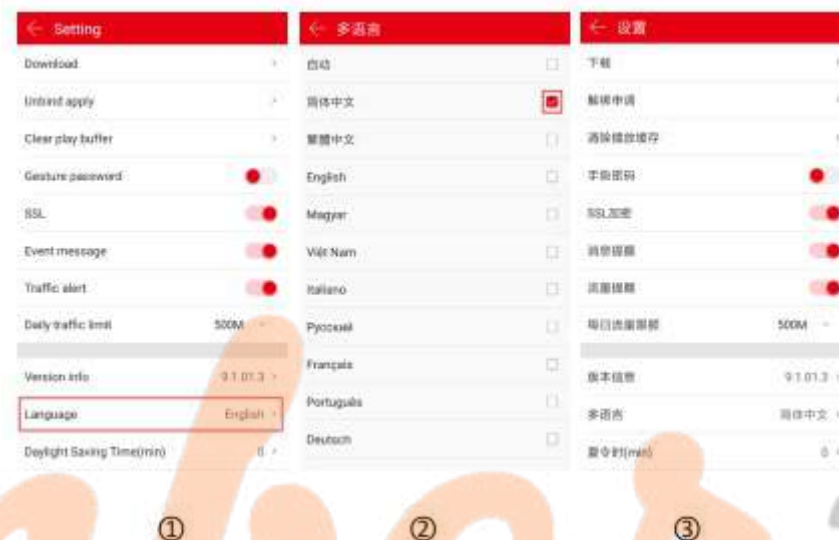 Setting
Download
Unbind apply
Clear play buffer
Gesture password
SSL
Event message
Traffic alert
Daily traffic limit 500M
Version info 9.1.01.3
Language English
Daylight Saving Time(min) 0
①
多语言
自动
简体中文
繁體中文
English
Magyar
Việt Nam
Italiano
Русский
Français
Português
Deutsch
②
设置
下载
解绑申请
清除播放缓存
手势密码
SSL加密
消息提醒
流量提醒
每日流量限额 500M
版本信息 9.1.01.3
多语言 简体中文
夏令时(min) 0
③